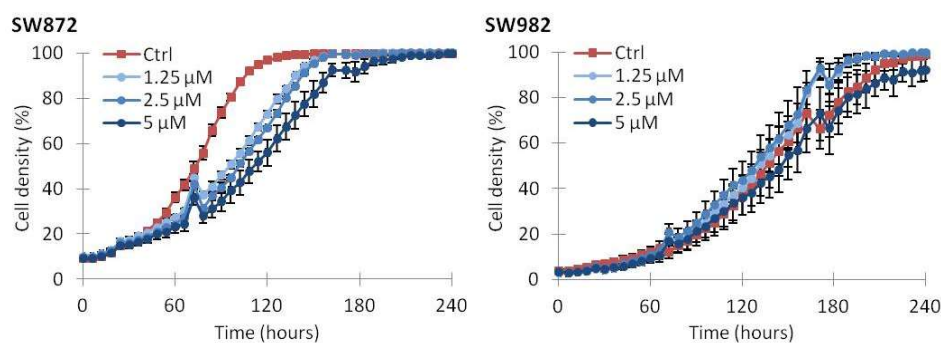 SW872
Cell density (%)
100
80
60
40
20
0
Ctrl
1.25 µM
2.5 µM
5 µM
0 60 120 180 240
Time (hours)
SW982
Cell density (%)
100
80
60
40
20
0
Ctrl
1.25 µM
2.5 µM
5 µM
0 60 120 180 240
Time (hours)